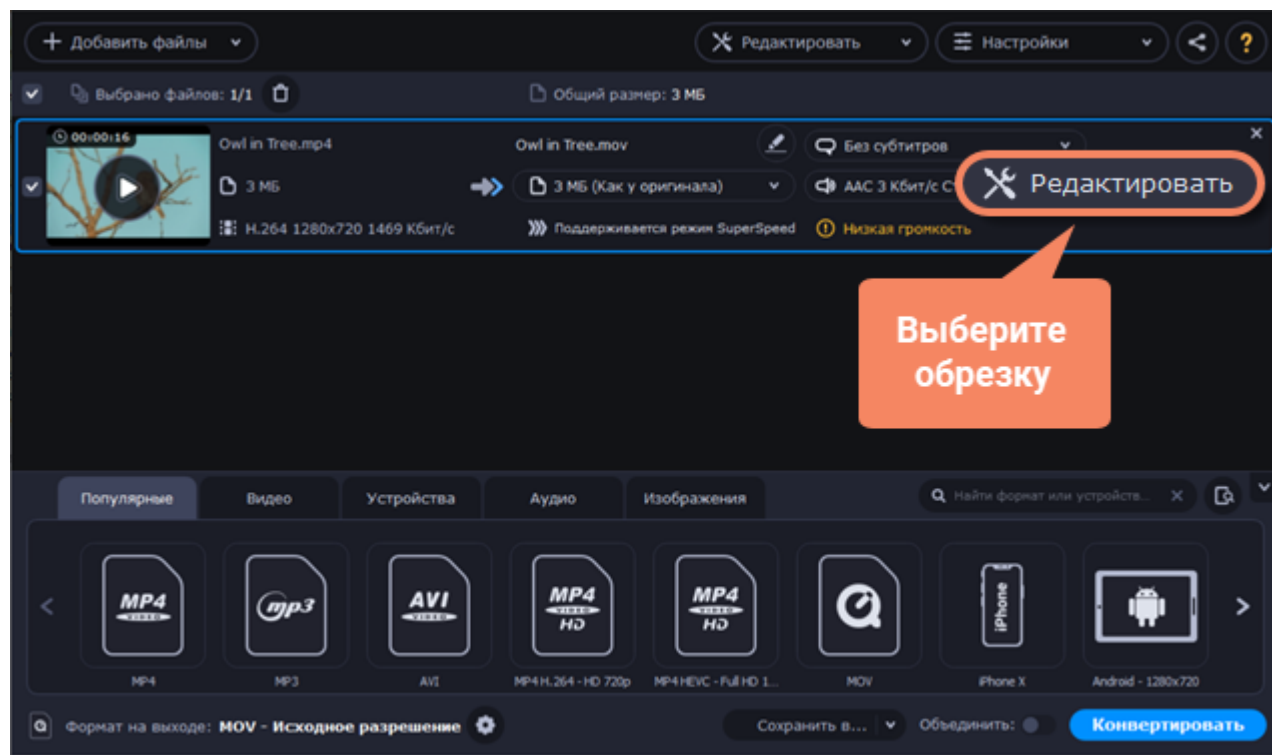 Добавить файлы
Редактировать
Настройки
?
Выбрано файлов: 1/1
Общий размер: 3 МБ
00:00:16
Owl in Tree.mp4
Owl in Tree.mov
Без субтитров
3 МБ
3 МБ (Как у оригинала)
AAC 3 Кбит/с
Редактировать
H.264 1280x720 1469 Кбит/с
Поддерживается режим SuperSpeed
Низкая громкость
Выберите
обрезку
Популярные
Видео
Устройства
Аудио
Изображения
Найти формат или устройств...
MP4
VIDEO
mp3
AVI
VIDEO
MP4
VIDEO
HD
MP4
VIDEO
HD
iPhone
MP4
MP3
AVI
MP4 H.264 - HD 720p
MP4 HEVC - Full HD 1...
MOV
iPhone X
Android - 1280x720
Формат на выходе: MOV - Исходное разрешение
Сохранить в...
Объединить:
Конвертировать